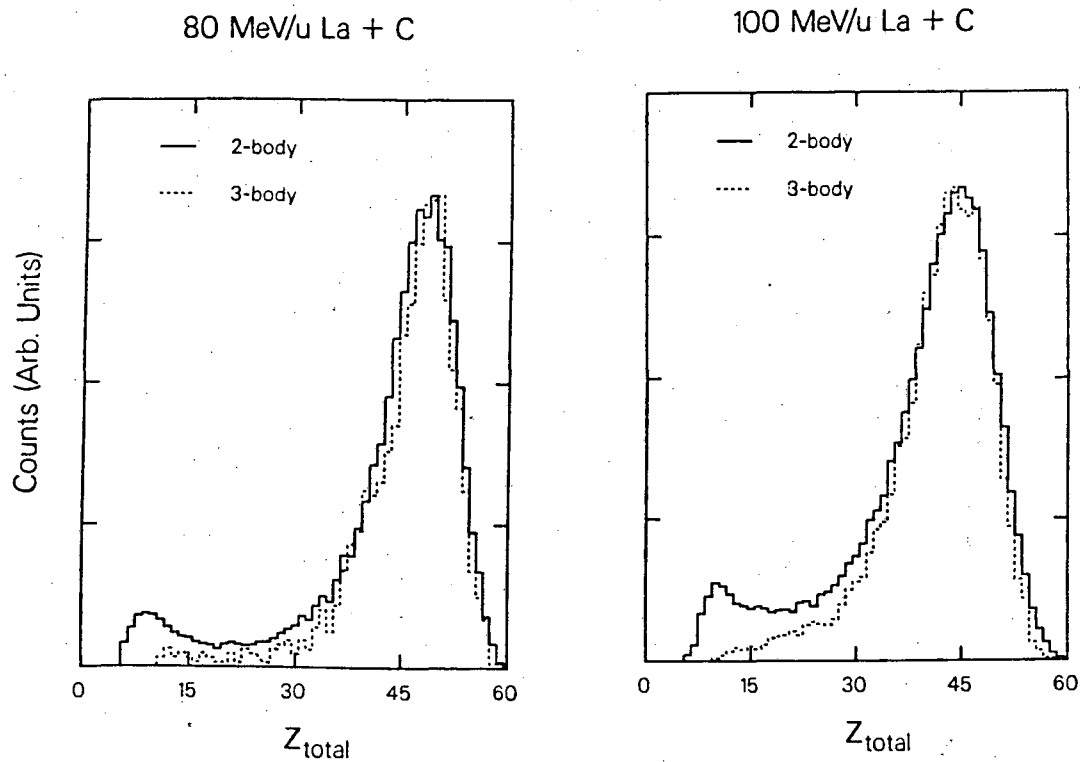 80 MeV/u La + C
100 MeV/u La + C
2-body
3-body
2-body
3-body
Counts (Arb. Units)
0 15 30 45 60
0 15 30 45 60
Z_total
Z_total